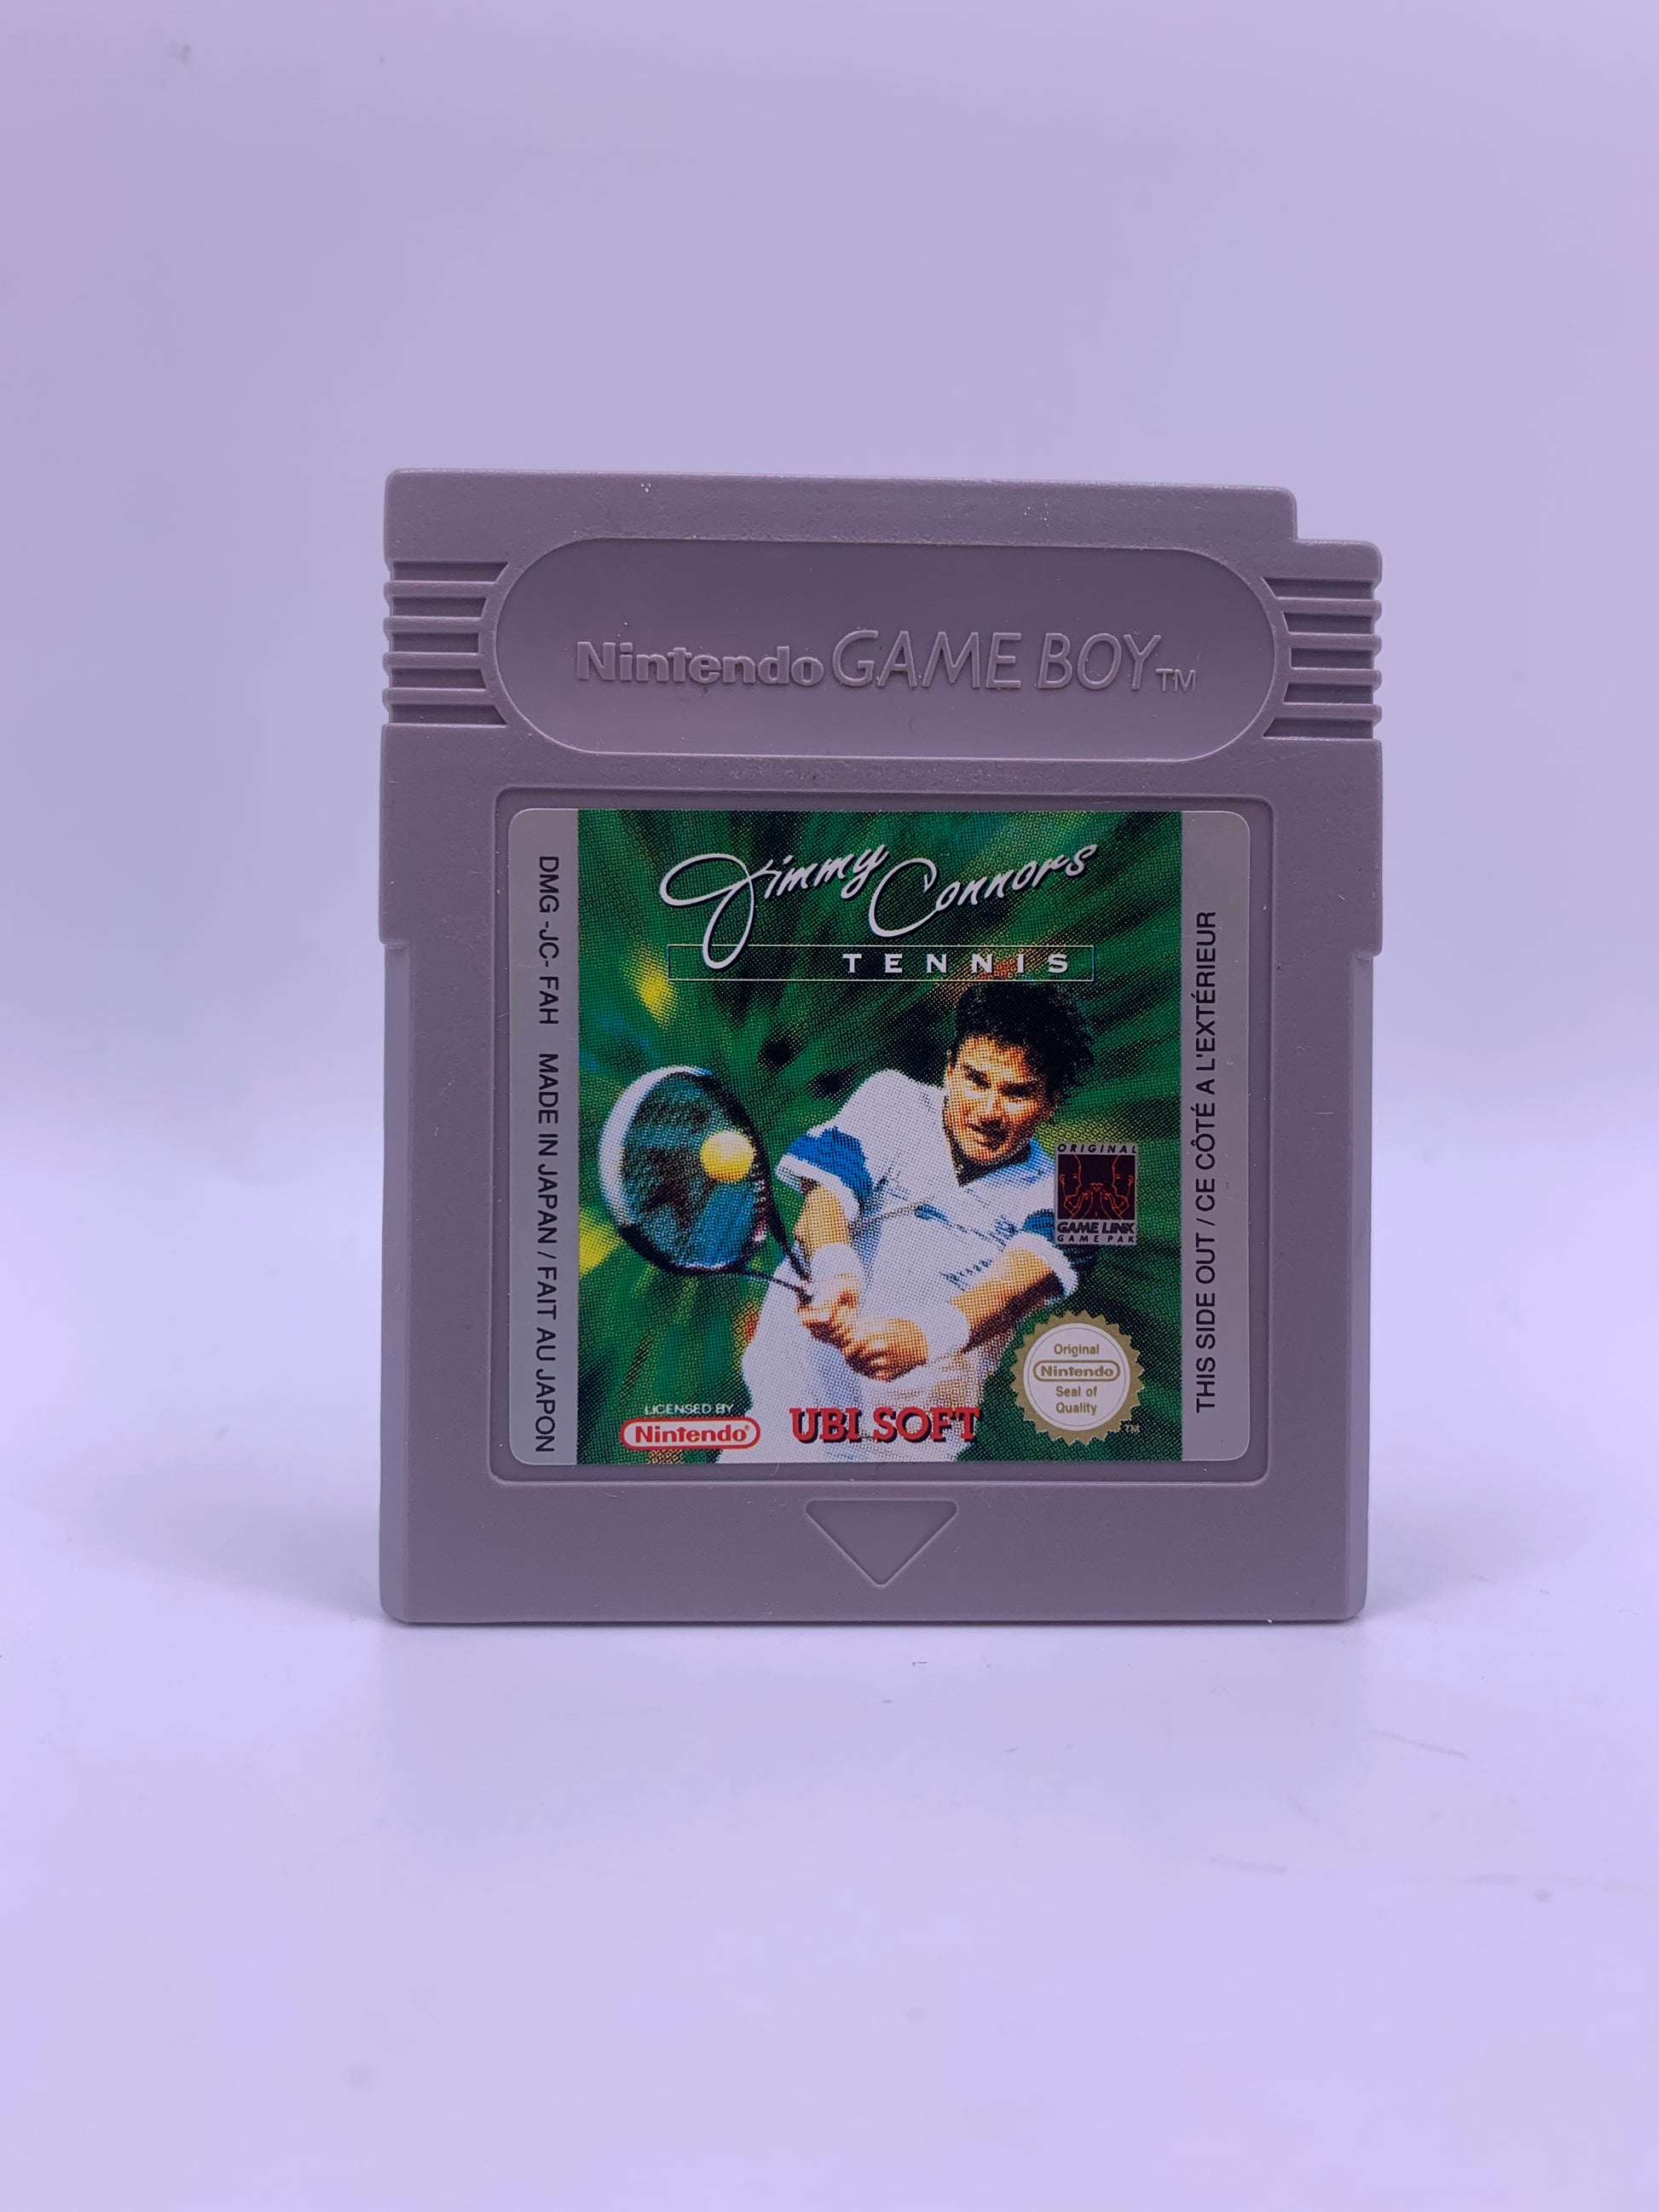 Nintendo GAME BOY TM
Jimmy Connors
TENNIS
DMG -JC- FAH MADE IN JAPAN / FAIT AU JAPON
THIS SIDE OUT / CE CÔTÉ A L'EXTÉRIEUR
ORIGINAL
GAME LINK
GAME PAK
Original
Nintendo
Seal of
Quality
TM
LICENSED BY
Nintendo®
UBI SOFT